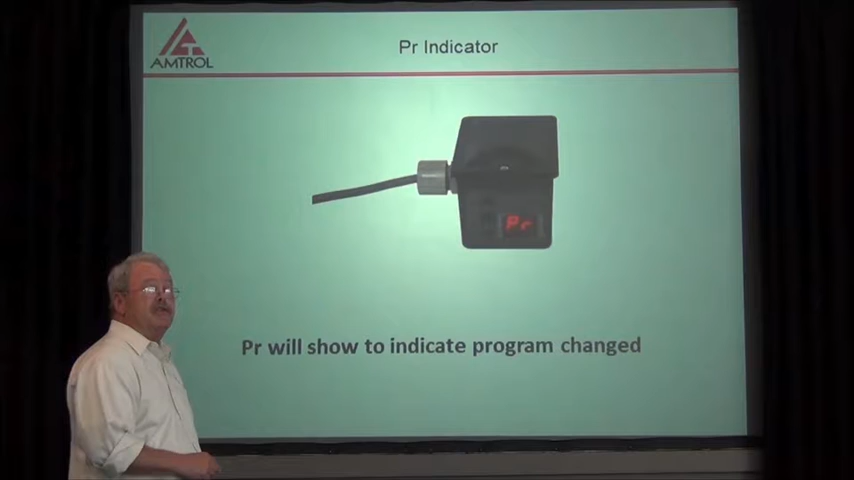 Pr Indicator
AMTROL
Pr
Pr will show to indicate program changed